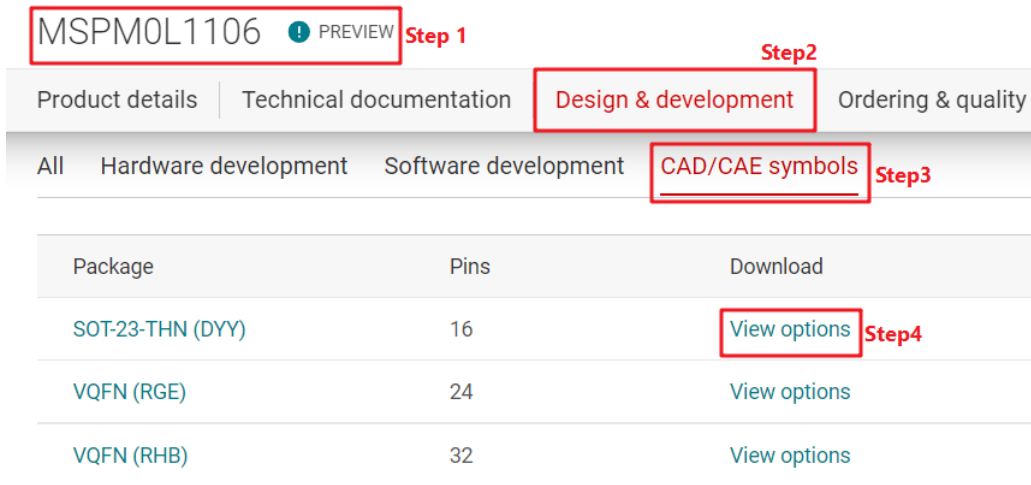 MSPM0L1106 ! PREVIEW Step 1
Step2
Product details Technical documentation Design & development Ordering & quality
All Hardware development Software development CAD/CAE symbols Step3
Package Pins Download
SOT-23-THN (DYY) 16 View options Step4
VQFN (RGE) 24 View options
VQFN (RHB) 32 View options